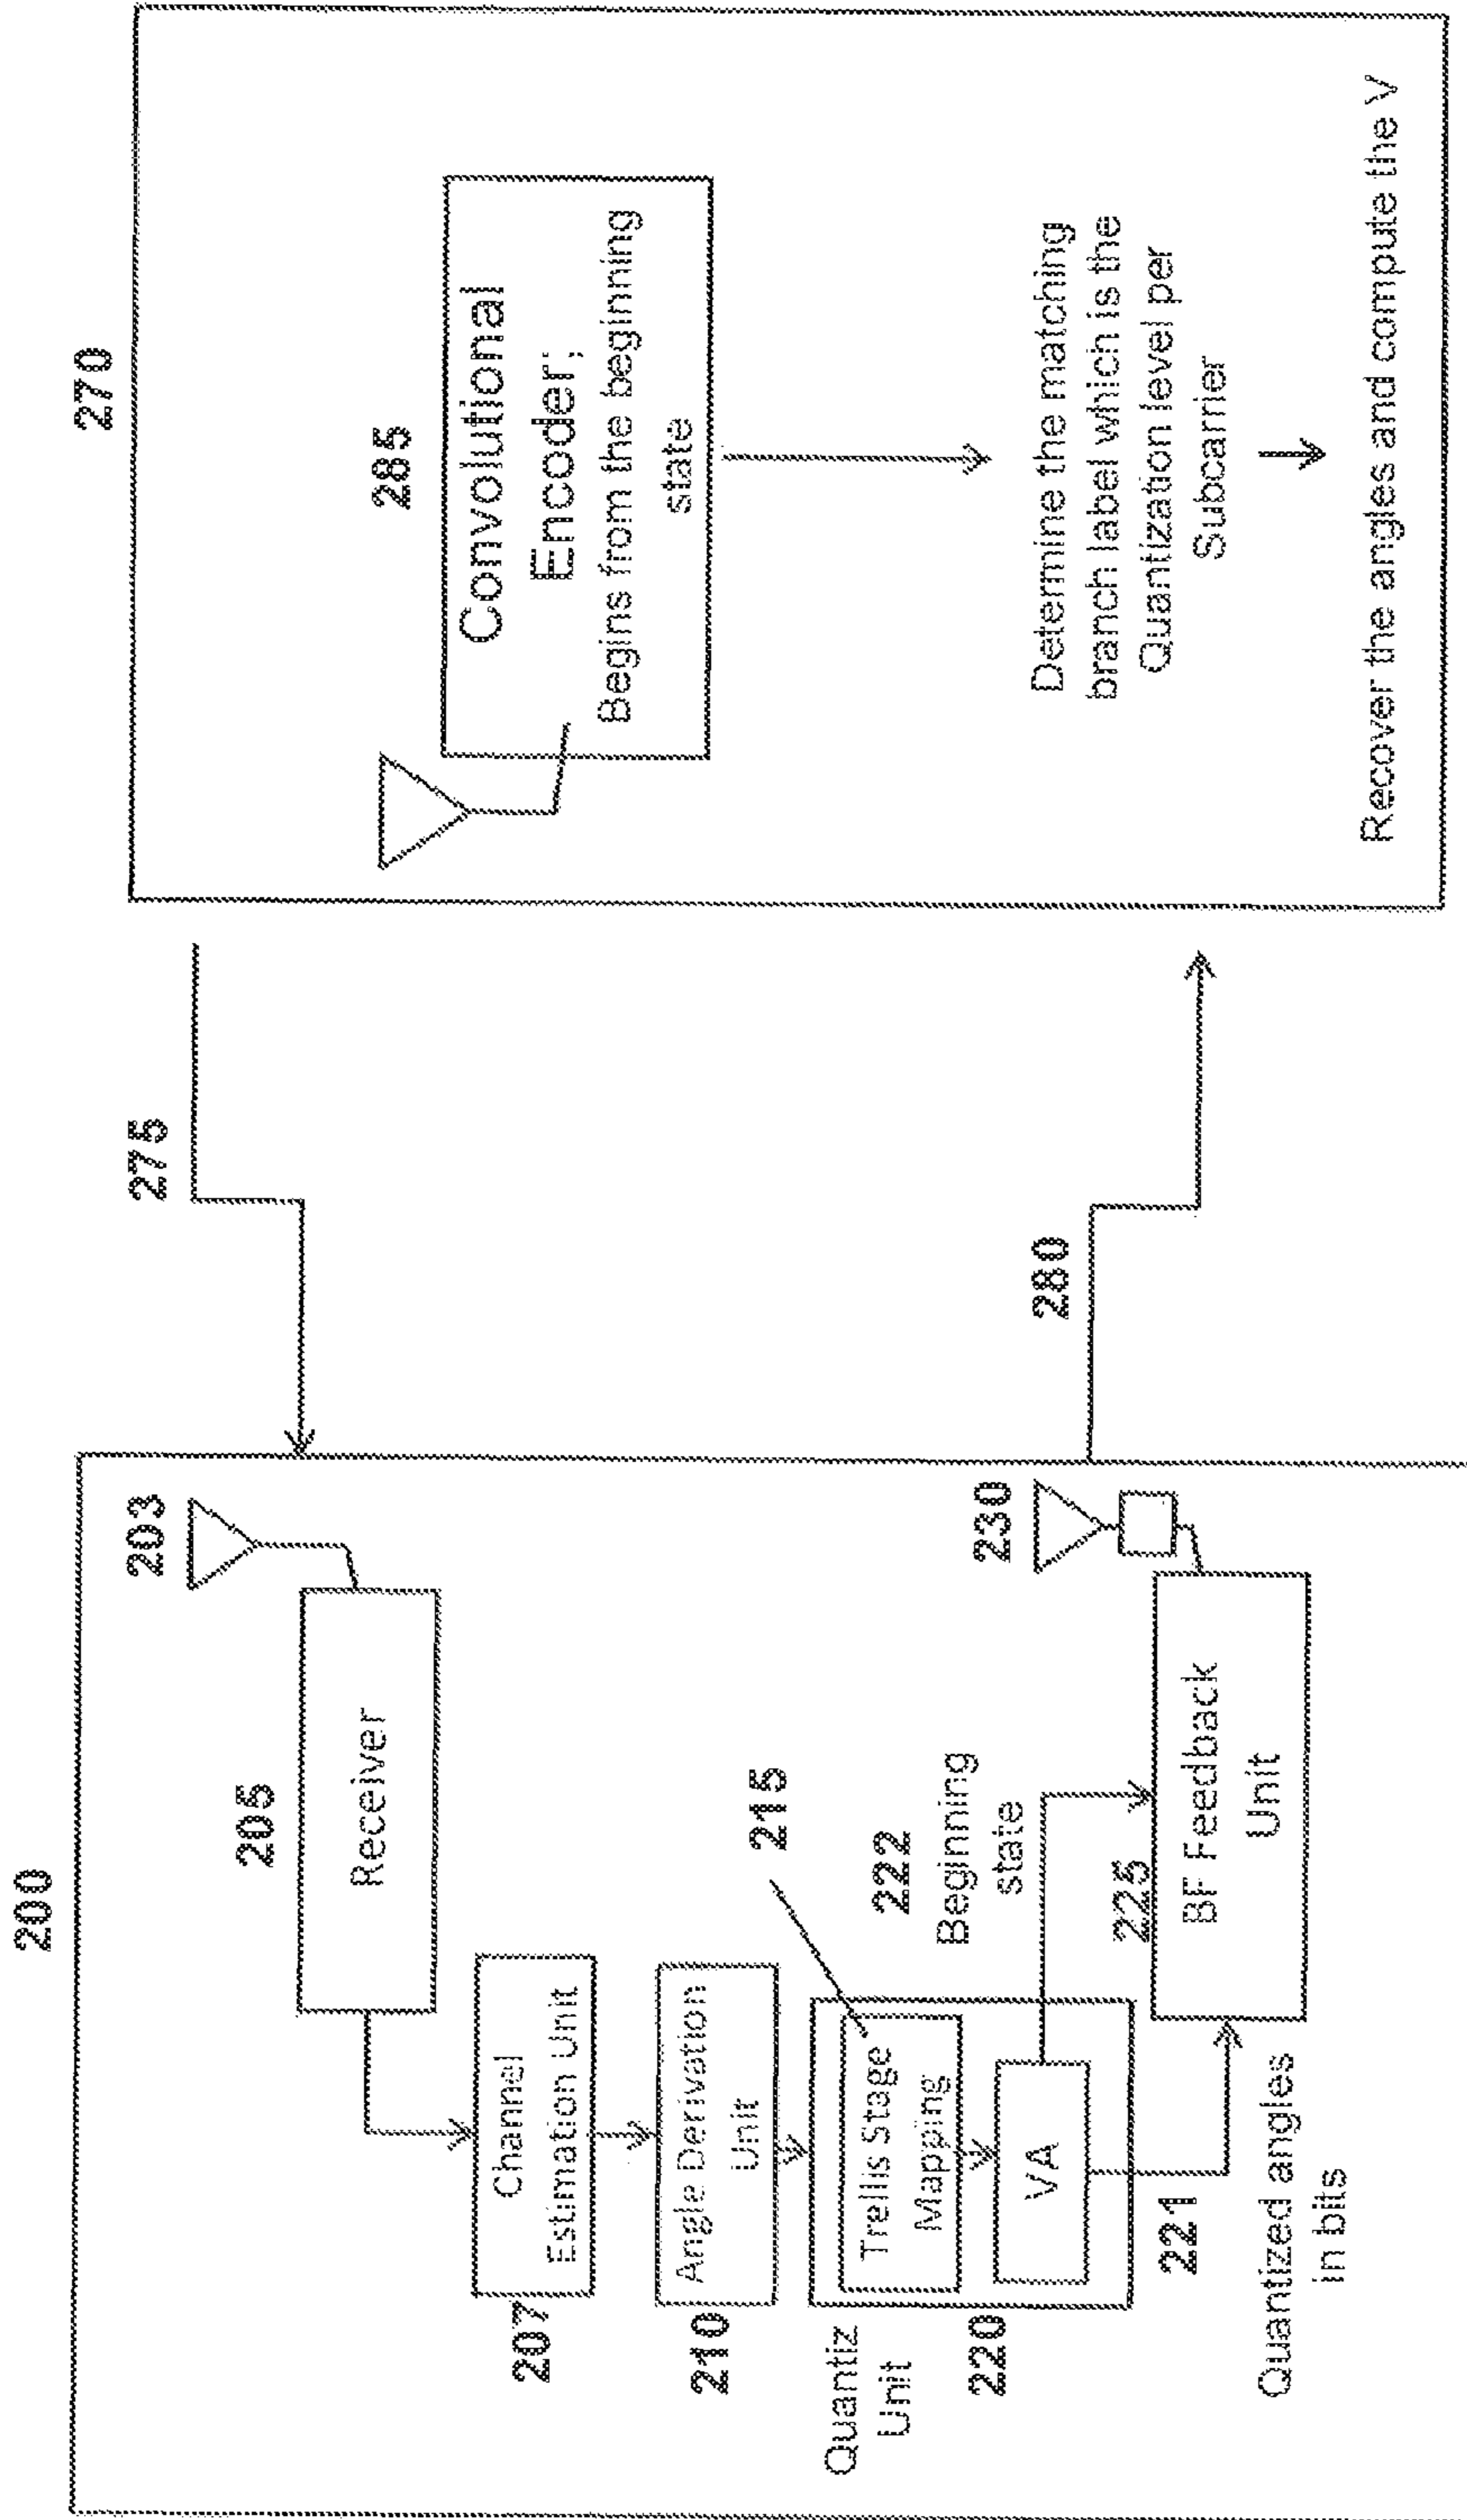 200
203
205
Receiver
207
Channel
Estimation Unit
210
Angle Derivation
Unit
215
Quantiz
Unit
Trellis Stage
Mapping
220
VA
222
Beginning
state
221
Quantized angles
in bits
225
BF Feedback
Unit
230
275
280
270
285
Convolutional
Encoder;
Begins from the beginning
state
Determine the matching
branch label which is the
Quantization level per
Subcarrier
Recover the angles and compute the V